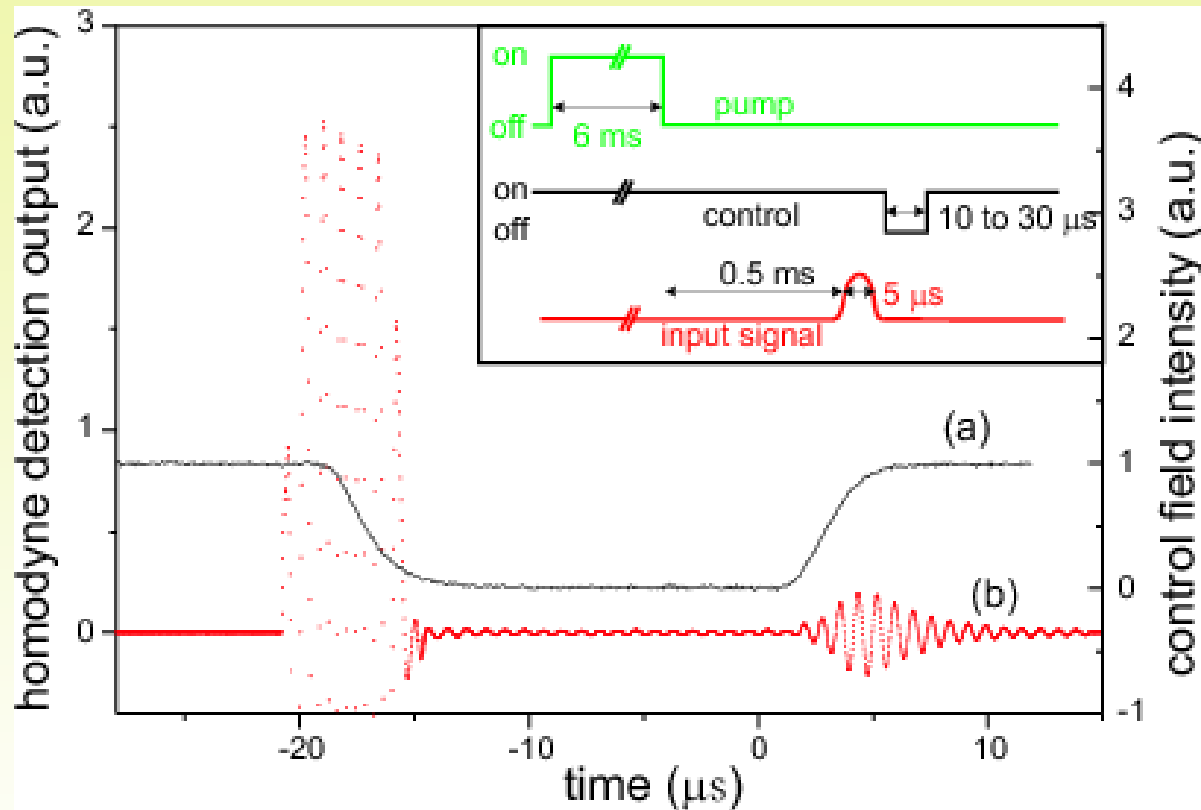 homodyne detection output (a.u.)
3
2
1
0
on
off
6 ms
pump
on
off
control
10 to 30 μs
0.5 ms
5 μs
input signal
(a)
(b)
4
3
2
1
0
-1
control field intensity (a.u.)
-20
-10
0
10
time (μs)